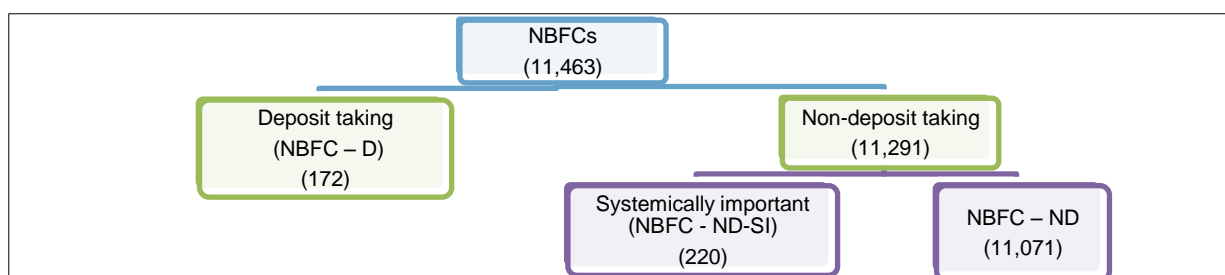 NBFCs
(11,463)
Deposit taking
(NBFC – D)
(172)
Non-deposit taking
(11,291)
Systemically important
(NBFC - ND-SI)
(220)
NBFC – ND
(11,071)